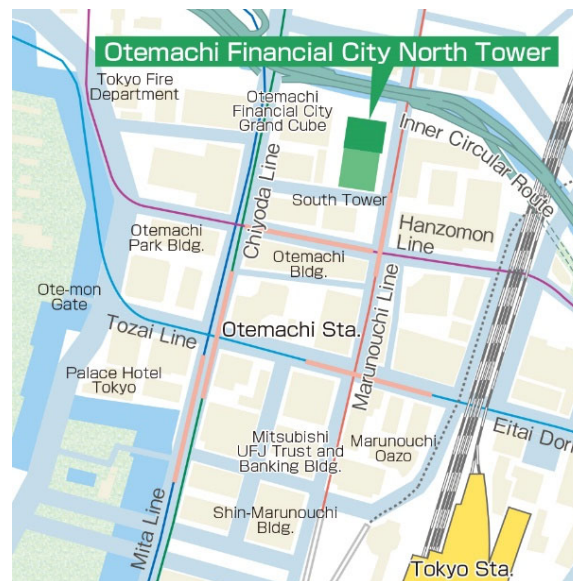 Otemachi Financial City North Tower
Tokyo Fire
Department
Otemachi
Financial City
Grand Cube
Inner Circular Route
Chiyoda Line
South Tower
Hanzomon
Line
Otemachi
Park Bldg.
Otemachi
Bldg.
Marunouchi Line
Ote-mon
Gate
Tozai Line
Otemachi Sta.
Palace Hotel
Tokyo
Mitsubishi
UFJ Trust and
Banking Bldg.
Marunouchi
Oazo
Eitai Dori
Shin-Marunouchi
Bldg.
Mita Line
Tokyo Sta.